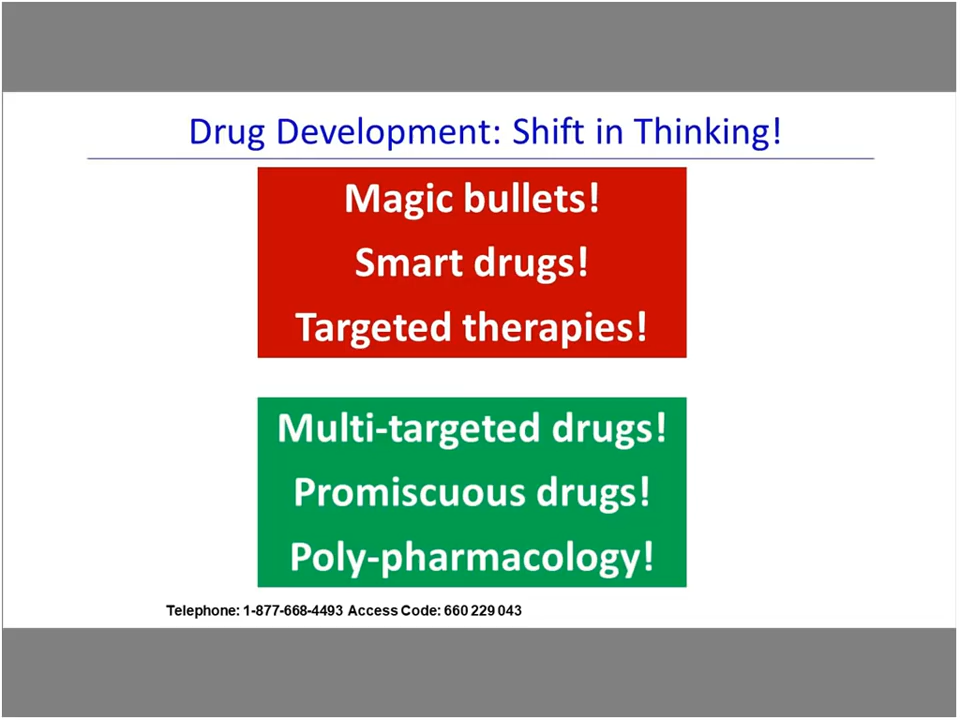 Drug Development: Shift in Thinking!
Magic bullets!
Smart drugs!
Targeted therapies!
Multi-targeted drugs!
Promiscuous drugs!
Poly-pharmacology!
Telephone: 1-877-668-4493 Access Code: 660 229 043